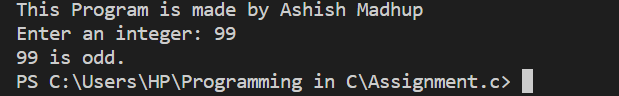 This Program is made by Ashish Madhup
Enter an integer: 99
99 is odd.
PS C:\Users\HP\Programming in C\Assignment.c>